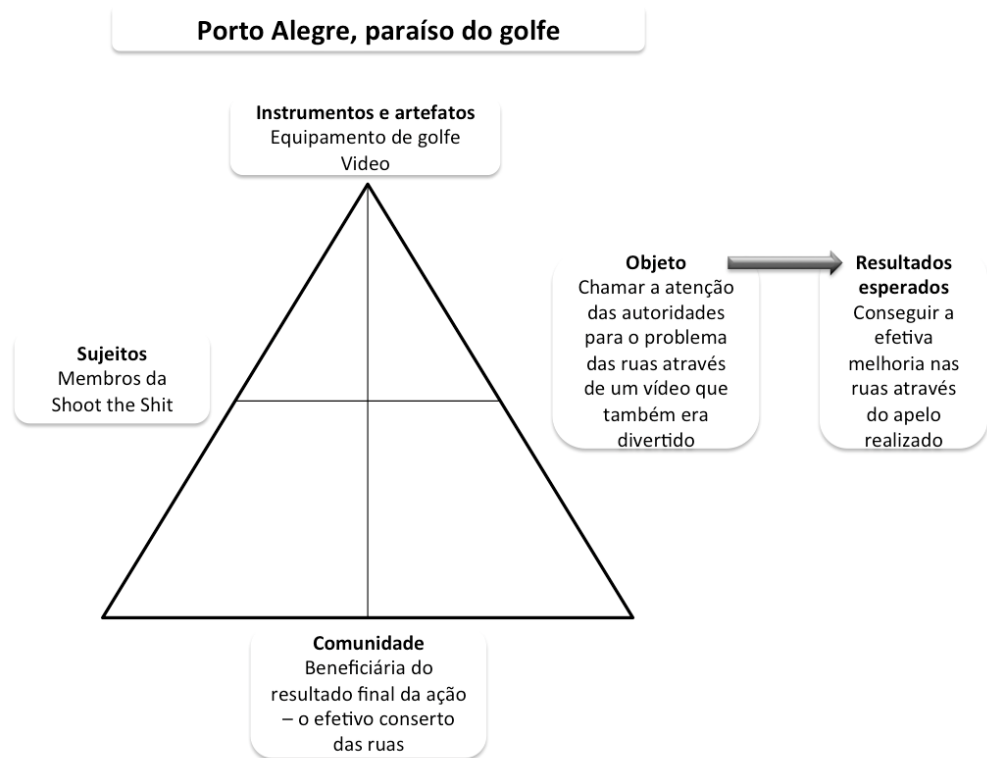 Porto Alegre, paraíso do golfe
Instrumentos e artefatos
Equipamento de golfe
Video
Sujeitos
Membros da
Shoot the Shit
Objeto
Chamar a atenção
das autoridades
para o problema
das ruas através
de um vídeo que
também era
divertido
Resultados
esperados
Conseguir a
efetiva
melhoria nas
ruas através
do apelo
realizado
Comunidade
Beneficiária do
resultado final da ação
– o efetivo conserto
das ruas